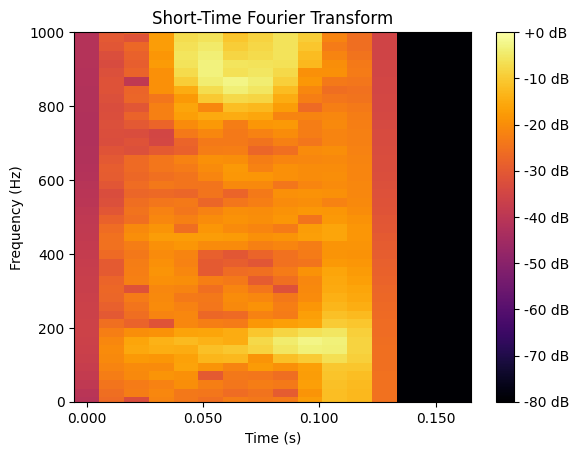 Short-Time Fourier Transform
1000
800
600
400
200
0
Frequency (Hz)
0.000
0.050
0.100
0.150
Time (s)
+0 dB
-10 dB
-20 dB
-30 dB
-40 dB
-50 dB
-60 dB
-70 dB
-80 dB